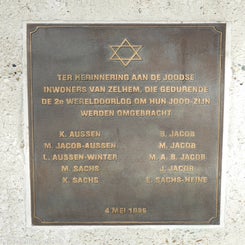 TER HERINNERING AAN DE JOODSE
INWONERS VAN ZELHEM, DIE GEDURENDE
DE 2e WERELDOORLOG OM HUN JOOD-ZIJN
WERDEN OMGEBRACHT
K. AUSSEN
M. JACOB-AUSSEN
L. AUSSEN-WINTER
M. SACHS
K. SACHS
B. JACOB
M. JACOB
M. A. B. JACOB
J. JACOB
E. SACHS-HEINE
4 MEI 1995